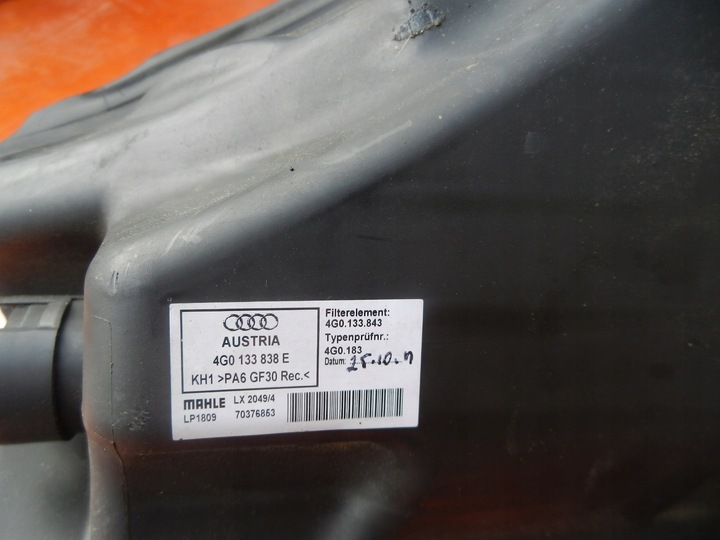 AUSTRIA
4G0 133 838 E
KH1 >PA6 GF30 Rec.<
Filterelement:
4G0.133.843
Typenprüfnr.:
4G0.183
Datum:
MAHLE LX 2049/4
LP1809 70376853